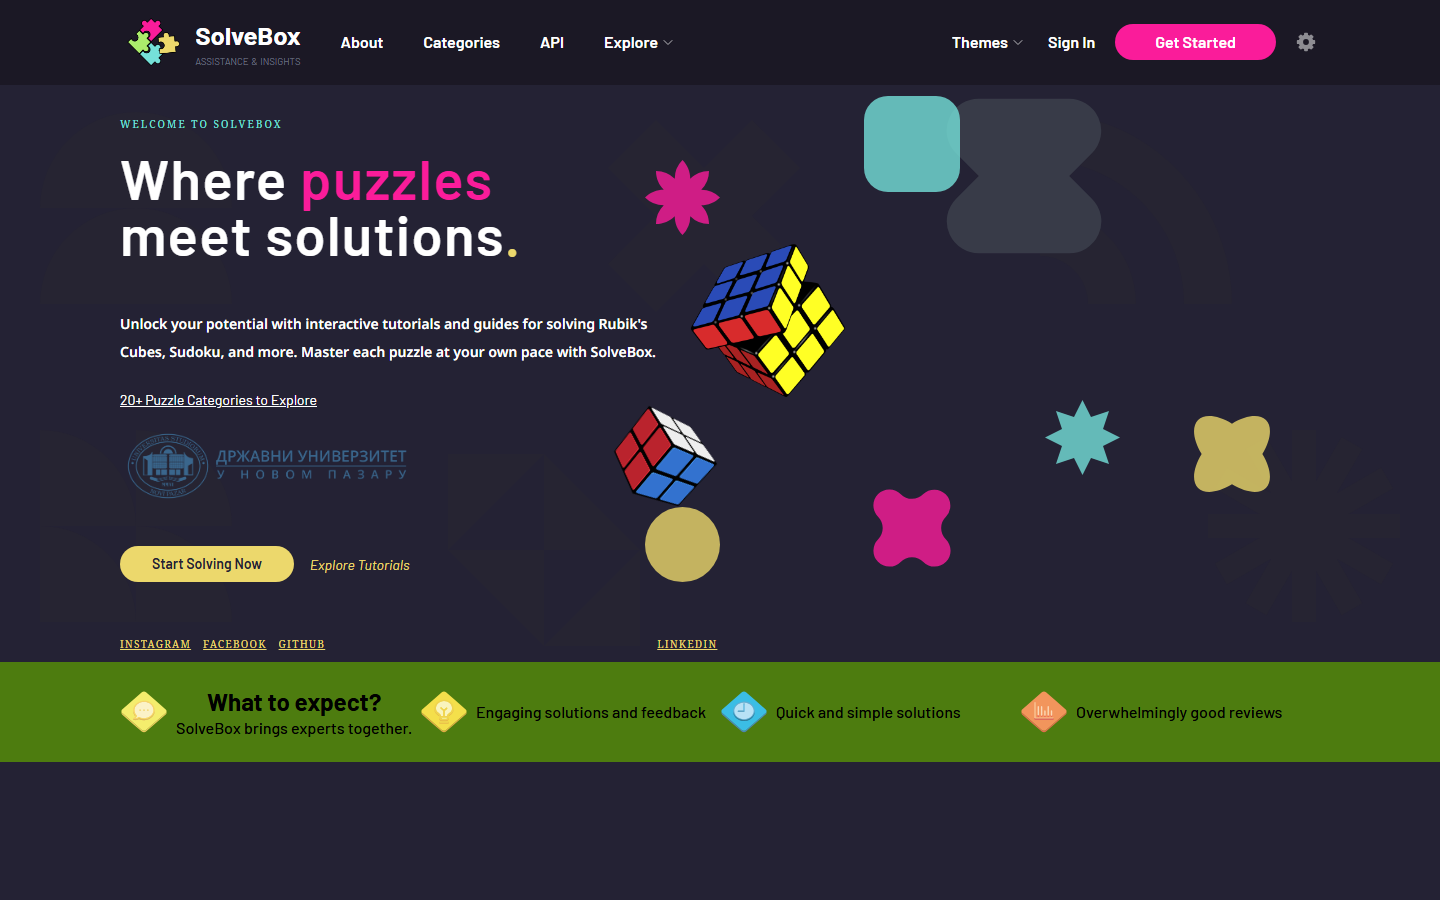 SolveBox
ASSISTANCE & INSIGHTS
About
Categories
API
Explore
Themes
Sign In
Get Started
WELCOME TO SOLVEBOX
Where puzzles
meet solutions.
Unlock your potential with interactive tutorials and guides for solving Rubik's
Cubes, Sudoku, and more. Master each puzzle at your own pace with SolveBox.
20+ Puzzle Categories to Explore
ДРЖАВНИ УНИВЕРЗИТЕТ
У НОВОМ ПАЗАРУ
Start Solving Now
Explore Tutorials
INSTAGRAM
FACEBOOK
GITHUB
LINKEDIN
What to expect?
SolveBox brings experts together.
Engaging solutions and feedback
Quick and simple solutions
Overwhelmingly good reviews